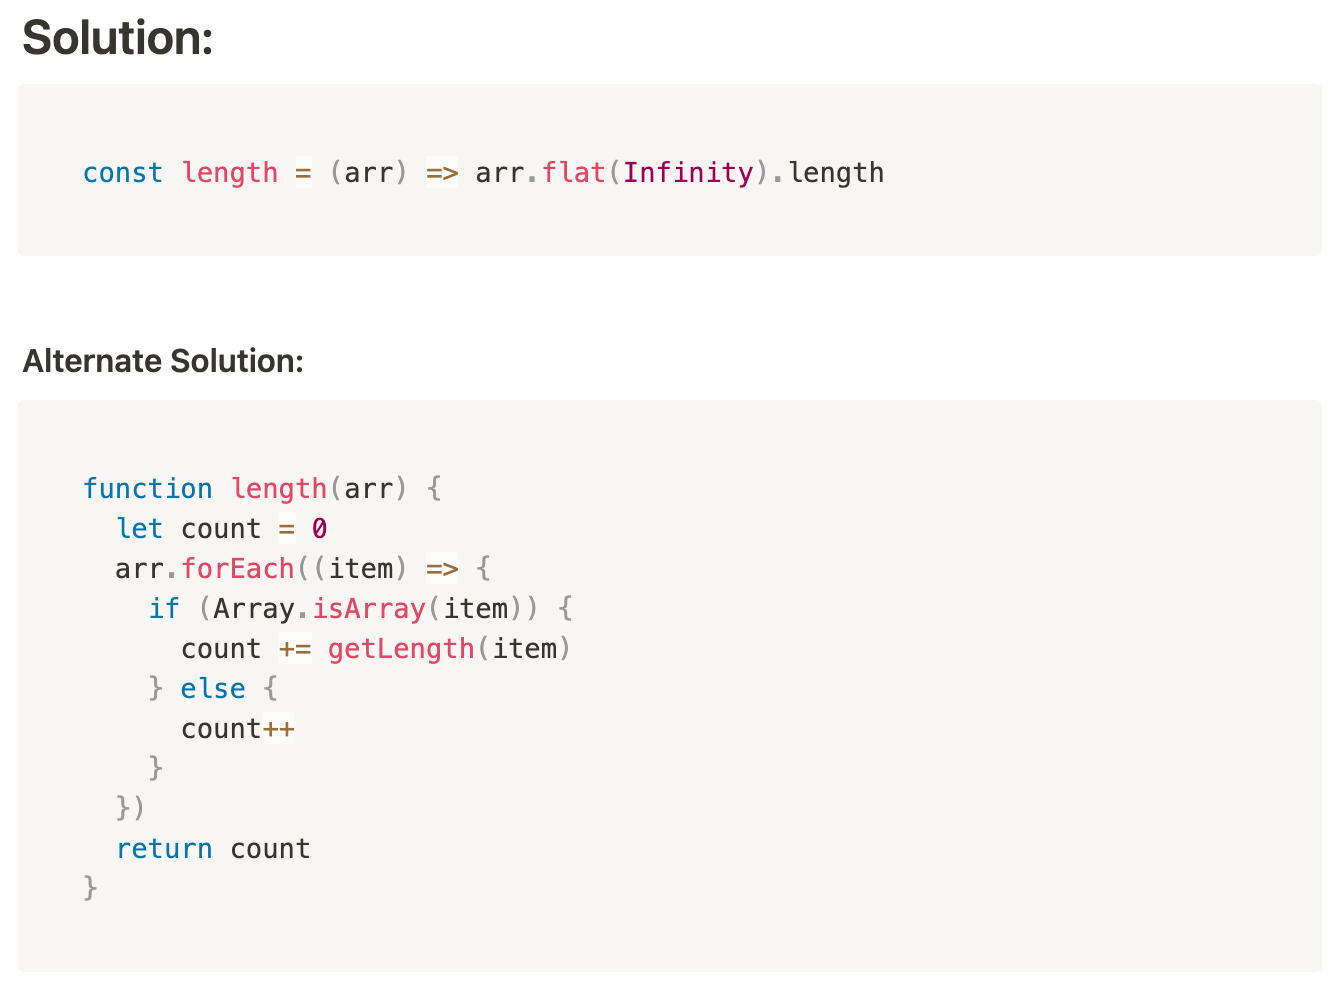 Solution:
const length = (arr) => arr.flat(Infinity).length
Alternate Solution:
function length(arr) {
  let count = 0
  arr.forEach((item) => {
    if (Array.isArray(item)) {
      count += getLength(item)
    } else {
      count++
    }
  })
  return count
}